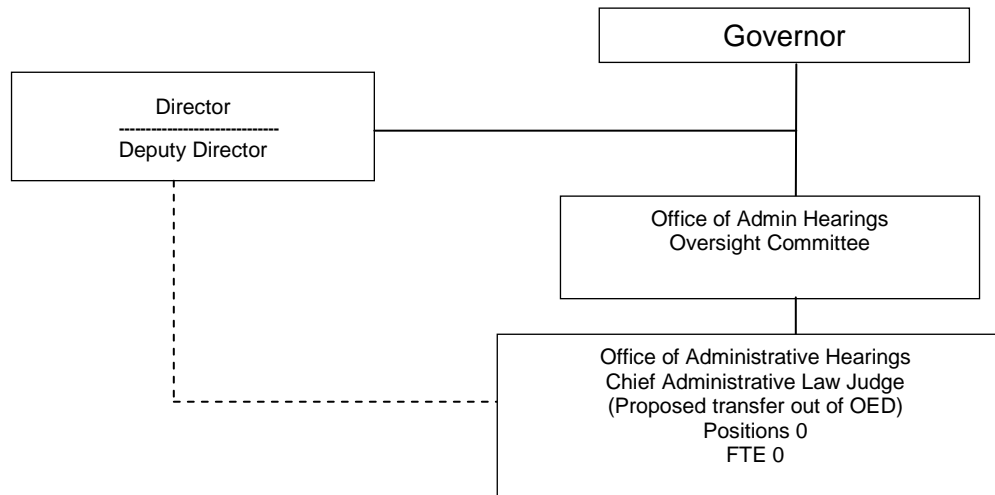 Governor
Director
------------------------------
Deputy Director
Office of Admin Hearings
Oversight Committee
Office of Administrative Hearings
Chief Administrative Law Judge
(Proposed transfer out of OED)
Positions 0
FTE 0